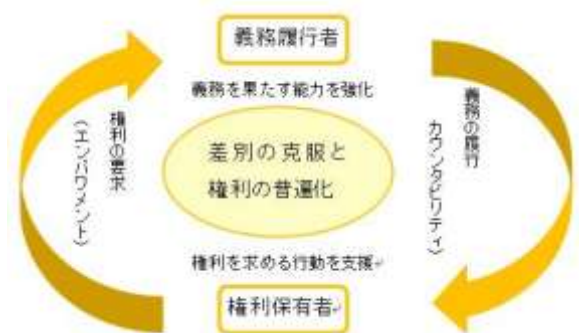 義務履行者
義務を果たす能力を強化
権利の要求
（エンパワメント）
差別の克服と
権利の普遍化
義務の履行
カウンタビリティ
権利を求める行動を支援
権利保有者